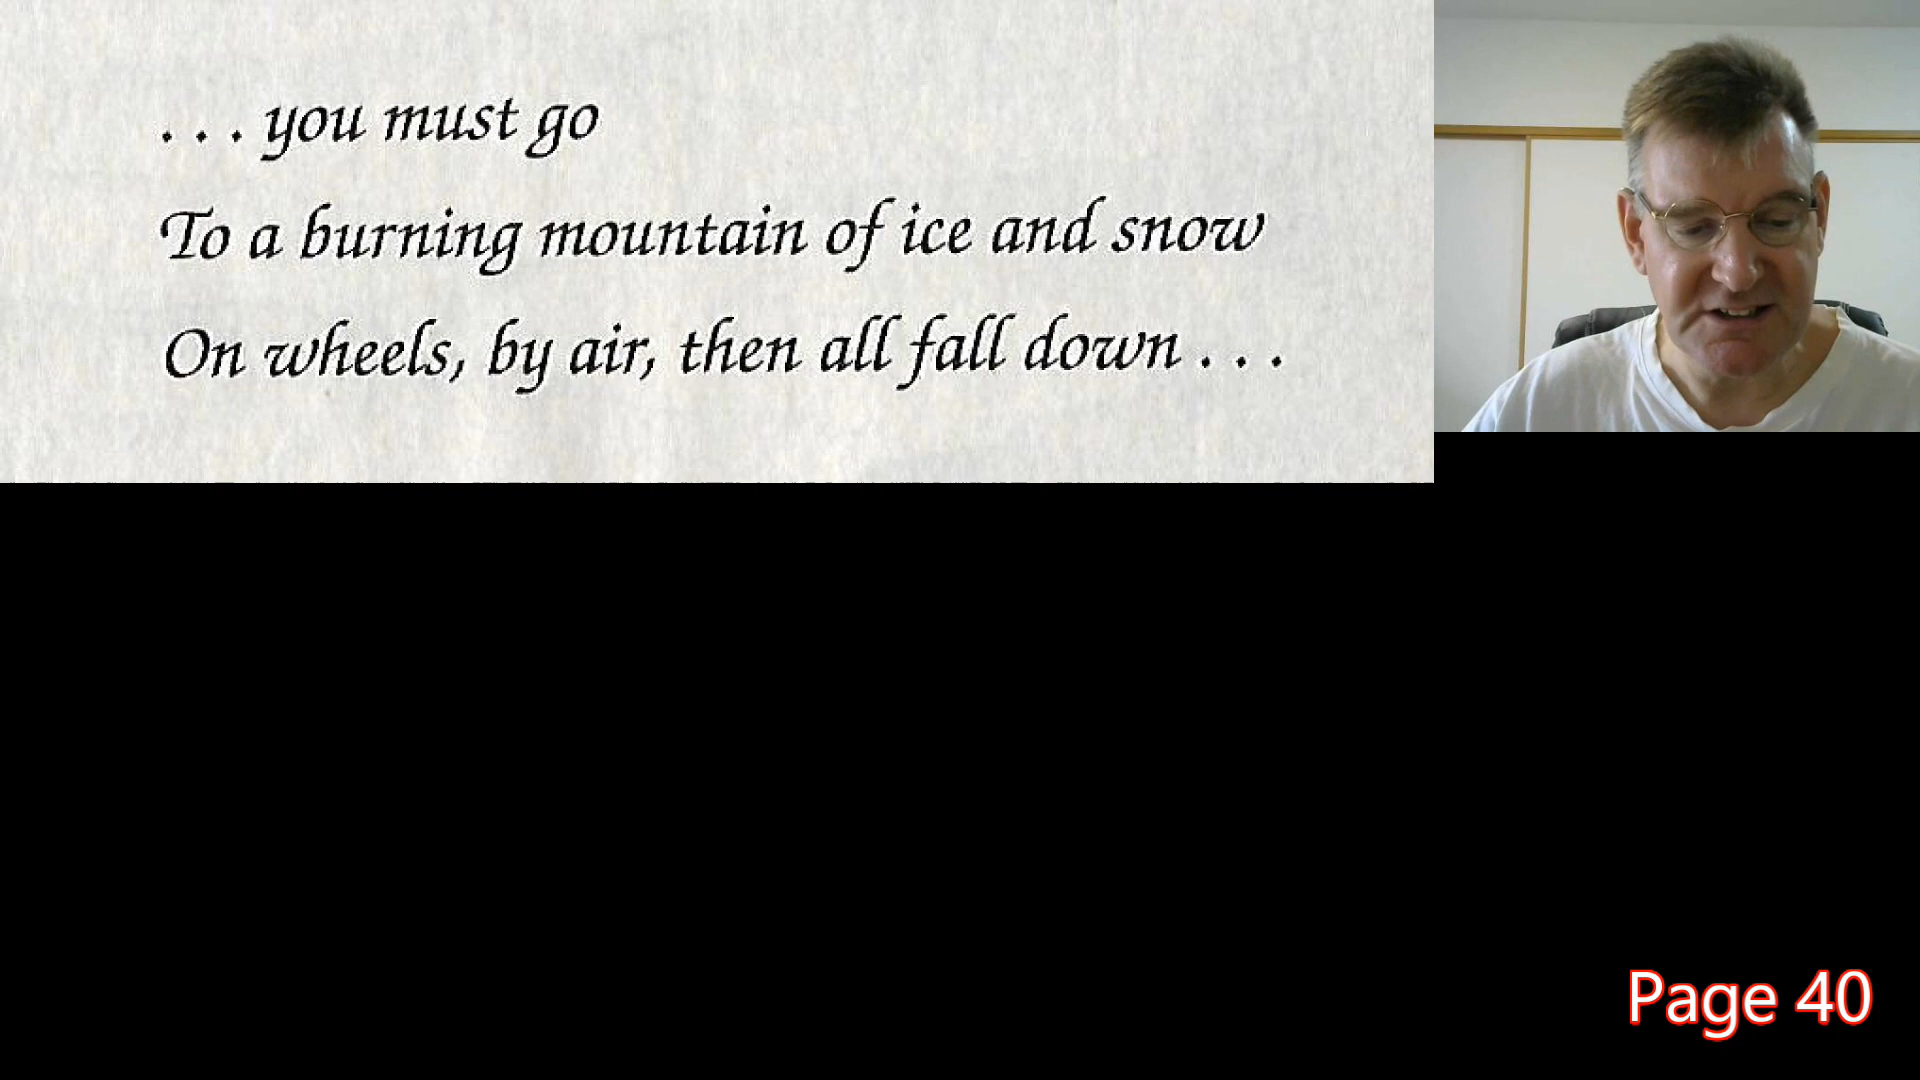 . . . you must go
To a burning mountain of ice and snow
On wheels, by air, then all fall down . . .
Page 40